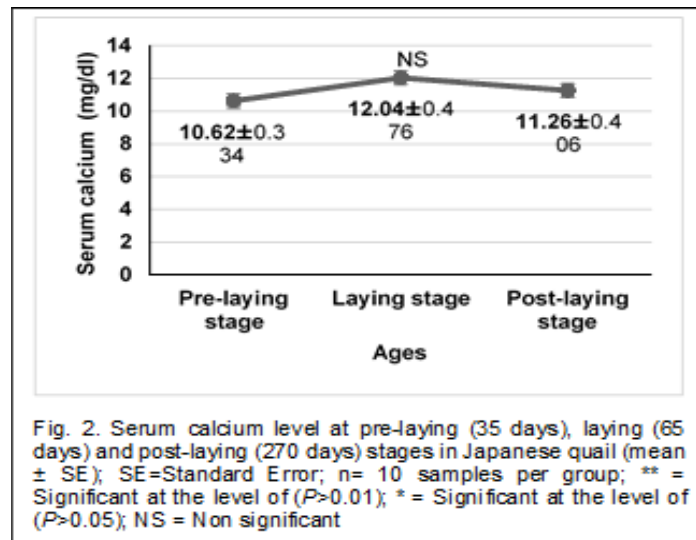 14
12
10
8
6
4
2
0
Serum calcium (mg/dl)
NS
10.62±0.3
34
12.04±0.4
76
11.26±0.4
06
Pre-laying
stage
Laying stage
Post-laying
stage
Ages
Fig. 2. Serum calcium level at pre-laying (35 days), laying (65
days) and post-laying (270 days) stages in Japanese quail (mean
± SE); SE=Standard Error; n= 10 samples per group; ** =
Significant at the level of (P>0.01); * = Significant at the level of
(P>0.05); NS = Non significant